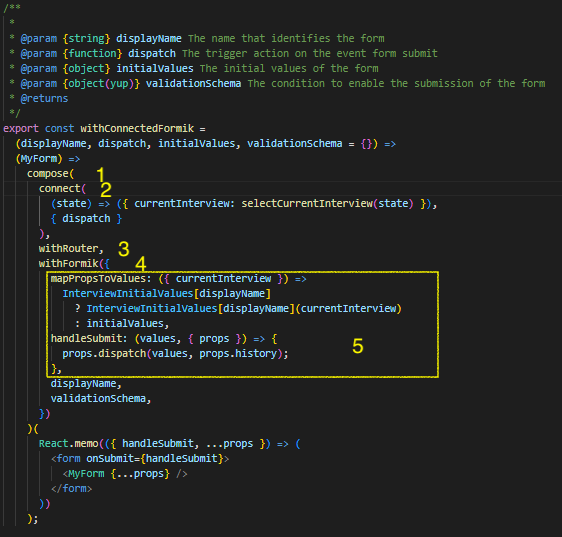 /**
 *
 * @param {string} displayName The name that identifies the form
 * @param {function} dispatch The trigger action on the event form submit
 * @param {object} initialValues The initial values of the form
 * @param {object(yup)} validationSchema The condition to enable the submission of the form
 * @returns
 */
export const withConnectedFormik =
  (displayName, dispatch, initialValues, validationSchema = {}) =>
  (MyForm) =>
    compose( 1
      connect( 2
        (state) => ({ currentInterview: selectCurrentInterview(state) }),
        { dispatch }
      ),
      withRouter, 3
      withFormik({ 4
        mapPropsToValues: ({ currentInterview }) =>
          InterviewInitialValues[displayName]
            ? InterviewInitialValues[displayName](currentInterview)
            : initialValues,
        handleSubmit: (values, { props }) => {
          props.dispatch(values, props.history); 5
        },
        displayName,
        validationSchema,
      })
    )(
      React.memo(({ handleSubmit, ...props }) => (
        <form onSubmit={handleSubmit}>
          <MyForm {...props} />
        </form>
      ))
    );